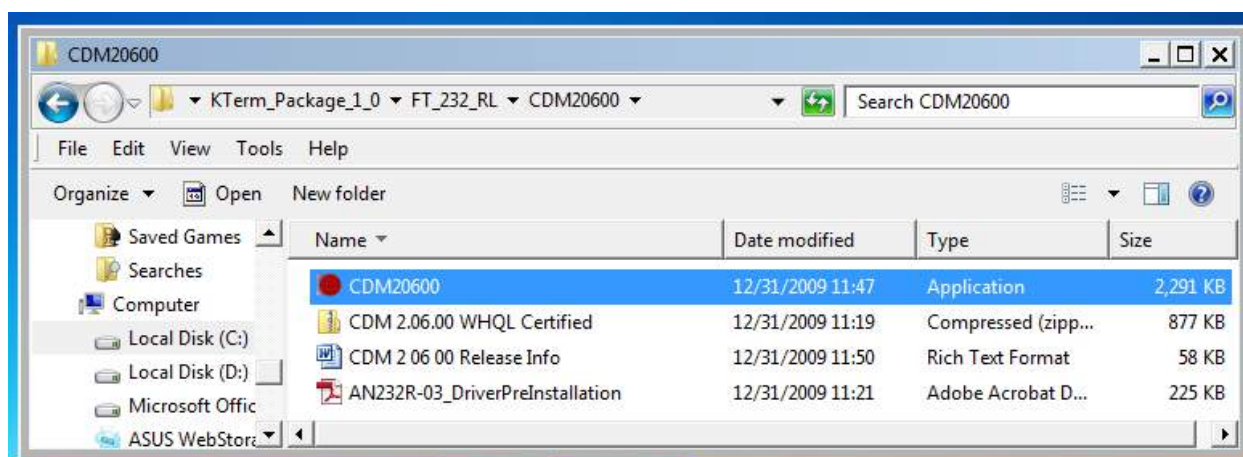 CDM20600
KTerm_Package_1_0 FT_232_RL CDM20600 Search CDM20600
File Edit View Tools Help
Organize Open New folder
Saved Games Name Date modified Type Size
Searches CDM20600 12/31/2009 11:47 Application 2,291 KB
Computer CDM 2.06.00 WHQL Certified 12/31/2009 11:19 Compressed (zipp... 877 KB
Local Disk (C:) CDM 2 06 00 Release Info 12/31/2009 11:50 Rich Text Format 58 KB
Local Disk (D:) AN232R-03_DriverPreInstallation 12/31/2009 11:21 Adobe Acrobat D... 225 KB
Microsoft Offic
ASUS WebStora